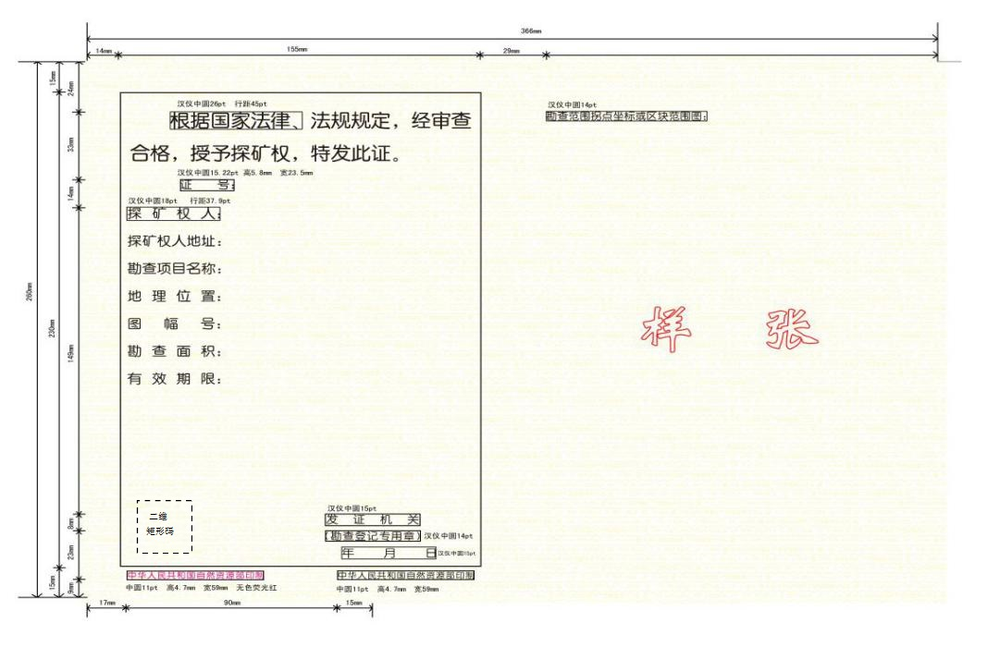 366mm
14mm 155mm 29mm
15mm
24mm
汉仪中圆26pt 行距45pt
根据国家法律、法规规定，经审查
合格，授予探矿权，特发此证。
汉仪中圆14pt
勘查范围拐点坐标或区块范围图：
33mm
汉仪中圆15.22pt 高5.8mm 宽23.5mm
证 号：
14mm
汉仪中圆18pt 行距37.9pt
探矿权人：
探矿权人地址：
勘查项目名称：
地理位置：
图幅号：
勘查面积：
有效期限：
260mm
230mm
149mm
样 张
二维
矩形码
汉仪中圆15pt
发证机关
（勘查登记专用章） 汉仪中圆14pt
年 月 日 汉仪中圆15pt
8mm
23mm
15mm
9mm
中华人民共和国自然资源部印制
中圆11pt 高4.7mm 宽59mm 无色荧光红
中华人民共和国自然资源部印制
中圆11pt 高4.7mm 宽59mm
17mm 90mm 15mm